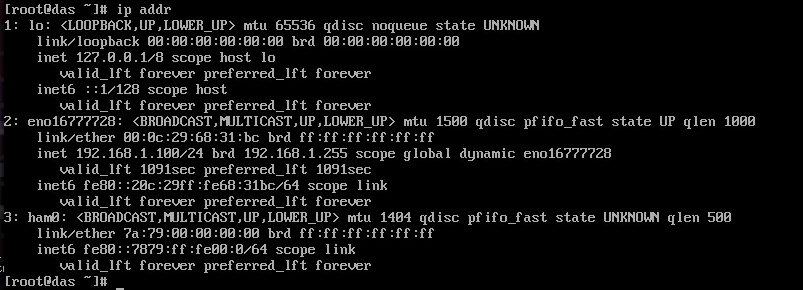 [root@das ~]# ip addr
1: lo: <LOOPBACK,UP,LOWER_UP> mtu 65536 qdisc noqueue state UNKNOWN
    link/loopback 00:00:00:00:00:00 brd 00:00:00:00:00:00
    inet 127.0.0.1/8 scope host lo
       valid_lft forever preferred_lft forever
    inet6 ::1/128 scope host
       valid_lft forever preferred_lft forever
2: eno16777728: <BROADCAST,MULTICAST,UP,LOWER_UP> mtu 1500 qdisc pfifo_fast state UP qlen 1000
    link/ether 00:0c:29:68:31:bc brd ff:ff:ff:ff:ff:ff
    inet 192.168.1.100/24 brd 192.168.1.255 scope global dynamic eno16777728
       valid_lft 1091sec preferred_lft 1091sec
    inet6 fe80::20c:29ff:fe68:31bc/64 scope link
       valid_lft forever preferred_lft forever
3: ham0: <BROADCAST,MULTICAST,UP,LOWER_UP> mtu 1404 qdisc pfifo_fast state UNKNOWN qlen 500
    link/ether 7a:79:00:00:00:00 brd ff:ff:ff:ff:ff:ff
    inet6 fe80::7879:ff:fe00:0/64 scope link
       valid_lft forever preferred_lft forever
[root@das ~]# _